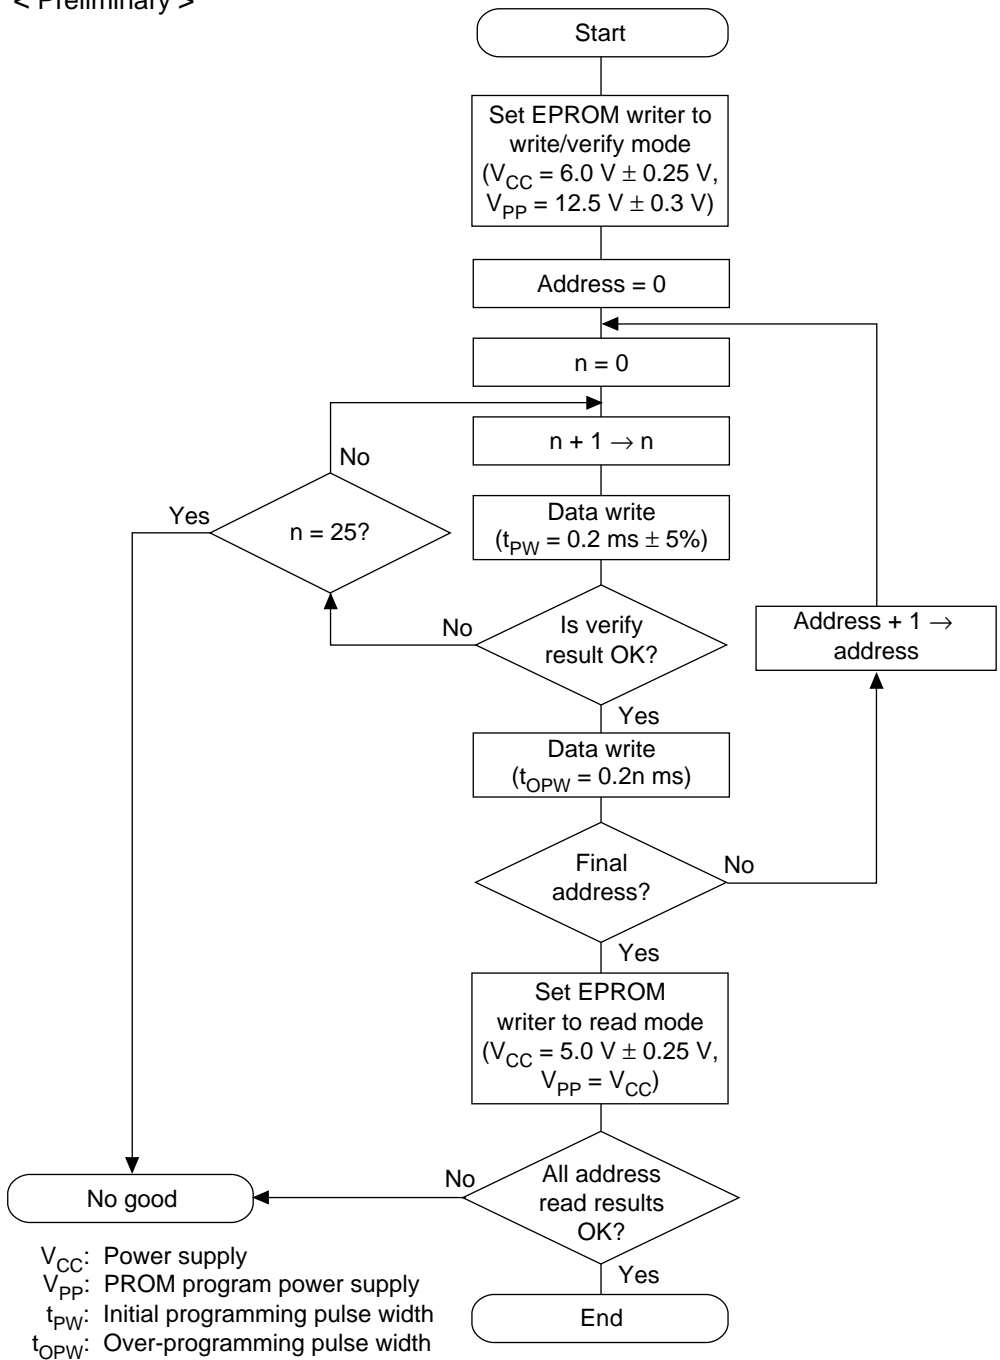 < Preliminary >
Start
Set EPROM writer to
write/verify mode
(VCC = 6.0 V ± 0.25 V,
VPP = 12.5 V ± 0.3 V)
Address = 0
n = 0
n + 1 → n
No
Yes
n = 25?
Data write
(tPW = 0.2 ms ± 5%)
No
Is verify
result OK?
Address + 1 →
address
Yes
Data write
(tOPW = 0.2n ms)
Final
address?
No
Yes
Set EPROM
writer to read mode
(VCC = 5.0 V ± 0.25 V,
VPP = VCC)
No
All address
read results
OK?
No good
Yes
End
VCC: Power supply
VPP: PROM program power supply
tPW: Initial programming pulse width
tOPW: Over-programming pulse width